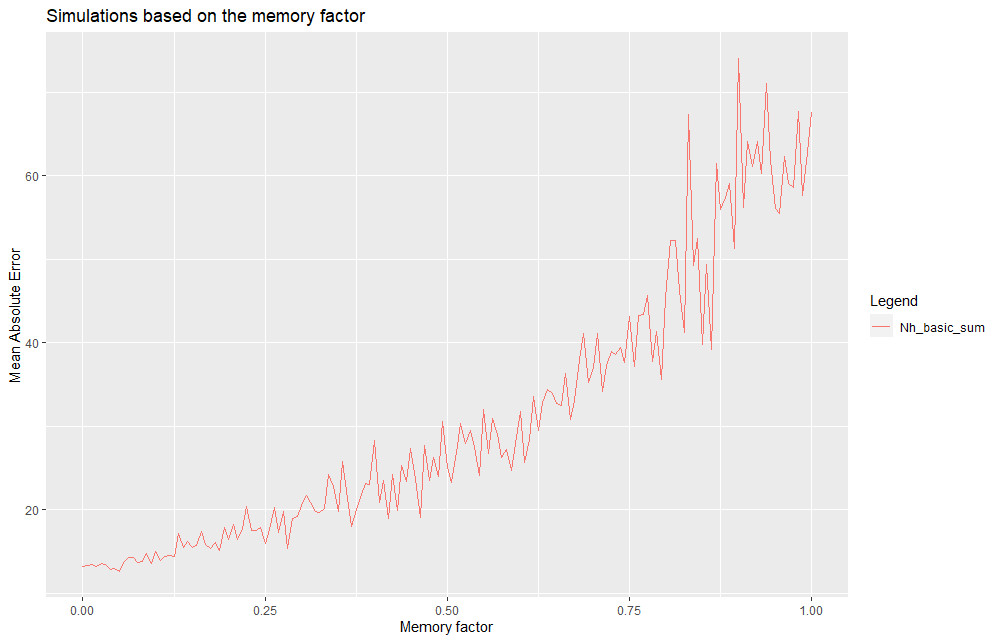 Simulations based on the memory factor
Mean Absolute Error
60
40
20
0.00
0.25
0.50
0.75
1.00
Memory factor
Legend
Nh_basic_sum